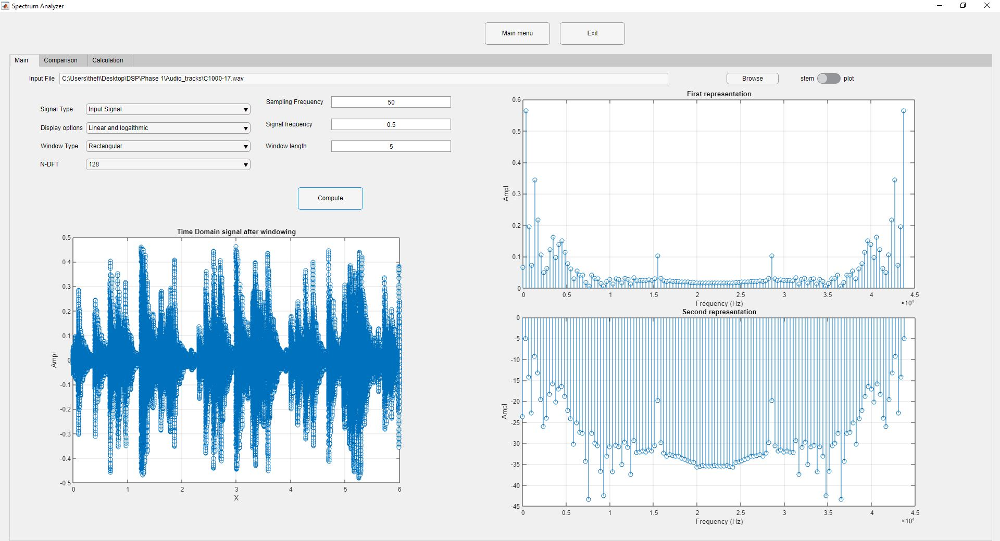 Spectrum Analyzer
Main menu Exit
Main Comparison Calculation
Input File C:\Users\thefi\Desktop\DSP\Phase 1\Audio_tracks\C1000-17.wav Browse stem plot
Signal Type Input Signal
Display options Linear and logaithmic
Window Type Rectangular
N-DFT 128
Sampling Frequency 50
Signal frequency 0.5
Window length 5
Compute
Time Domain signal after windowing
0.5
0.4
0.3
0.2
0.1
0
-0.1
-0.2
-0.3
-0.4
-0.5
Ampl
0 1 2 3 4 5 6
X
First representation
0.6
0.5
0.4
0.3
0.2
0.1
0
Ampl
0 0.5 1 1.5 2 2.5 3 3.5 4 4.5
Frequency (Hz) ×10⁴
Second representation
0
-5
-10
-15
-20
-25
-30
-35
-40
-45
Ampl
0 0.5 1 1.5 2 2.5 3 3.5 4 4.5
Frequency (Hz) ×10⁴